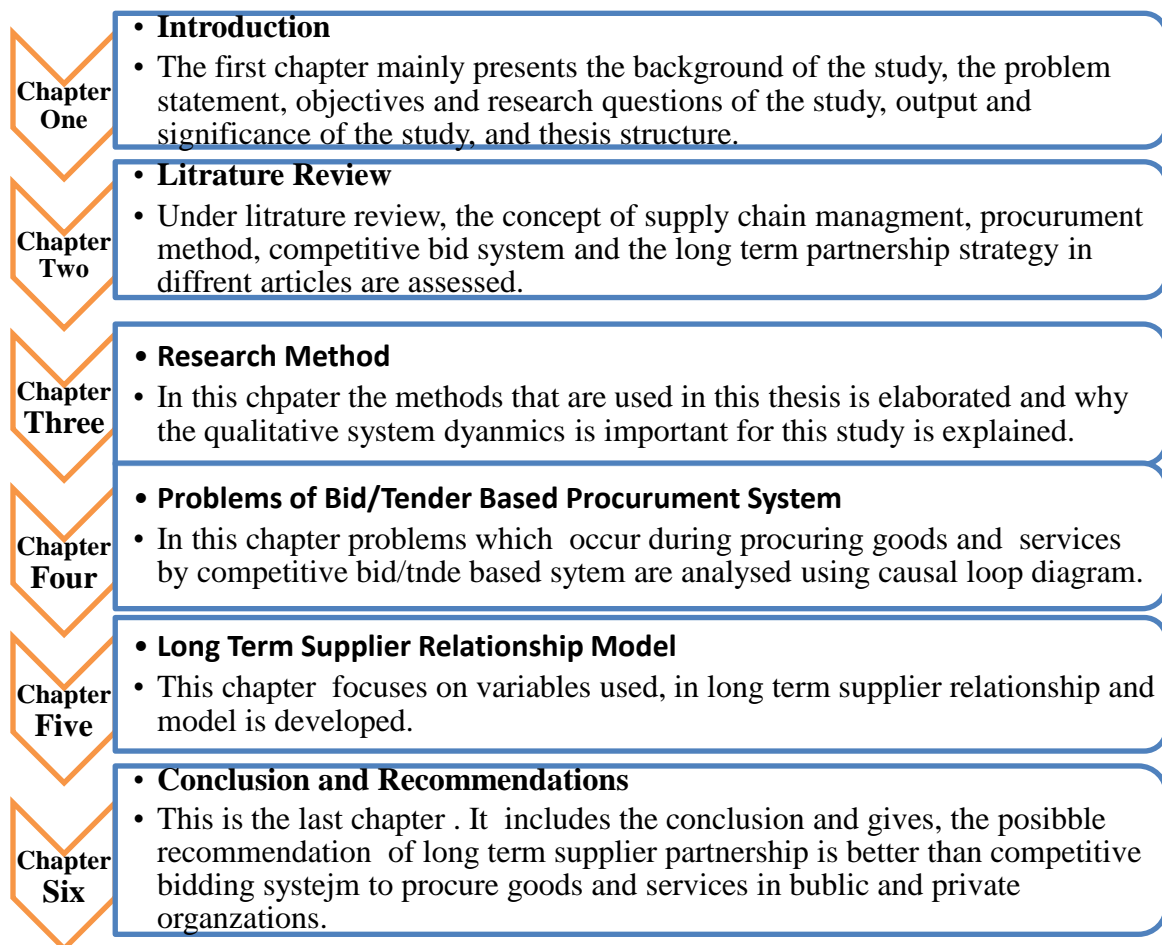 Chapter
One
• Introduction
• The first chapter mainly presents the background of the study, the problem
statement, objectives and research questions of the study, output and
significance of the study, and thesis structure.
Chapter
Two
• Litrature Review
• Under litrature review, the concept of supply chain managment, procurument
method, competitive bid system and the long term partnership strategy in
diffrent articles are assessed.
Chapter
Three
• Research Method
• In this chpater the methods that are used in this thesis is elaborated and why
the qualitative system dyanmics is important for this study is explained.
Chapter
Four
• Problems of Bid/Tender Based Procurument System
• In this chapter problems which occur during procuring goods and services
by competitive bid/tnde based sytem are analysed using causal loop diagram.
Chapter
Five
• Long Term Supplier Relationship Model
• This chapter focuses on variables used, in long term supplier relationship and
model is developed.
Chapter
Six
• Conclusion and Recommendations
• This is the last chapter . It includes the conclusion and gives, the posibble
recommendation of long term supplier partnership is better than competitive
bidding systejm to procure goods and services in bublic and private
organzations.